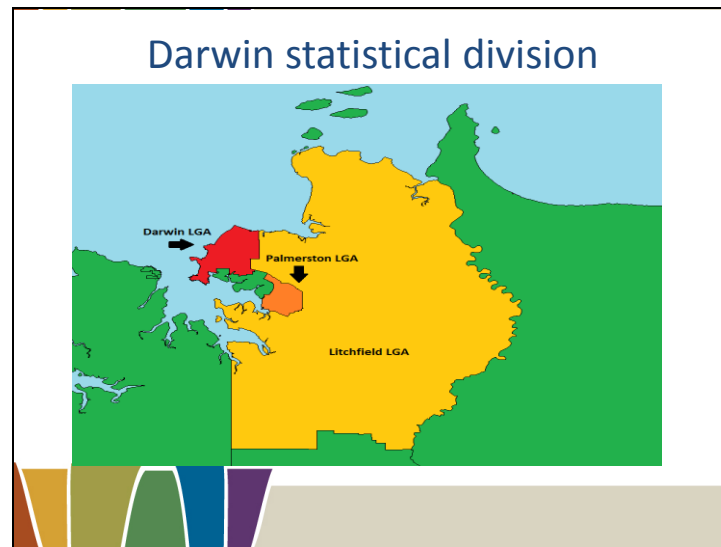 Darwin statistical division
Darwin LGA
Palmerston LGA
Litchfield LGA